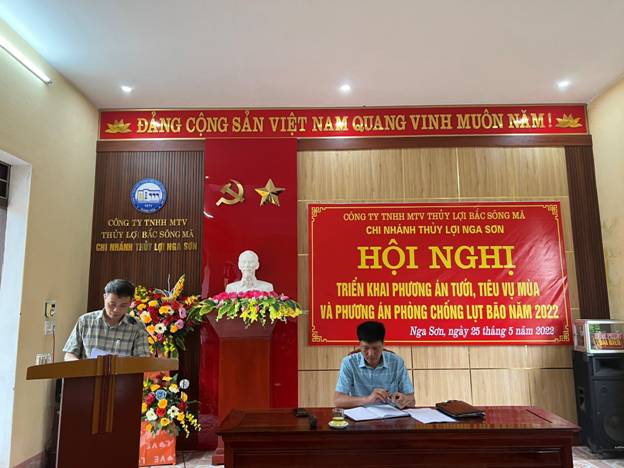 ĐẢNG CỘNG SẢN VIỆT NAM QUANG VINH MUÔN NĂM !
CÔNG TY TNHH MTV
THỦY LỢI BẮC SÔNG MÃ
CHI NHÁNH THỦY LỢI NGA SƠN
CÔNG TY TNHH MTV THỦY LỢI BẮC SÔNG MÃ
CHI NHÁNH THỦY LỢI NGA SƠN
HỘI NGHỊ
TRIỂN KHAI PHƯƠNG ÁN TƯỚI, TIÊU VỤ MÙA
VÀ PHƯƠNG ÁN PHÒNG CHỐNG LỤT BÃO NĂM 2022
Nga Sơn, ngày 25 tháng 5 năm 2022